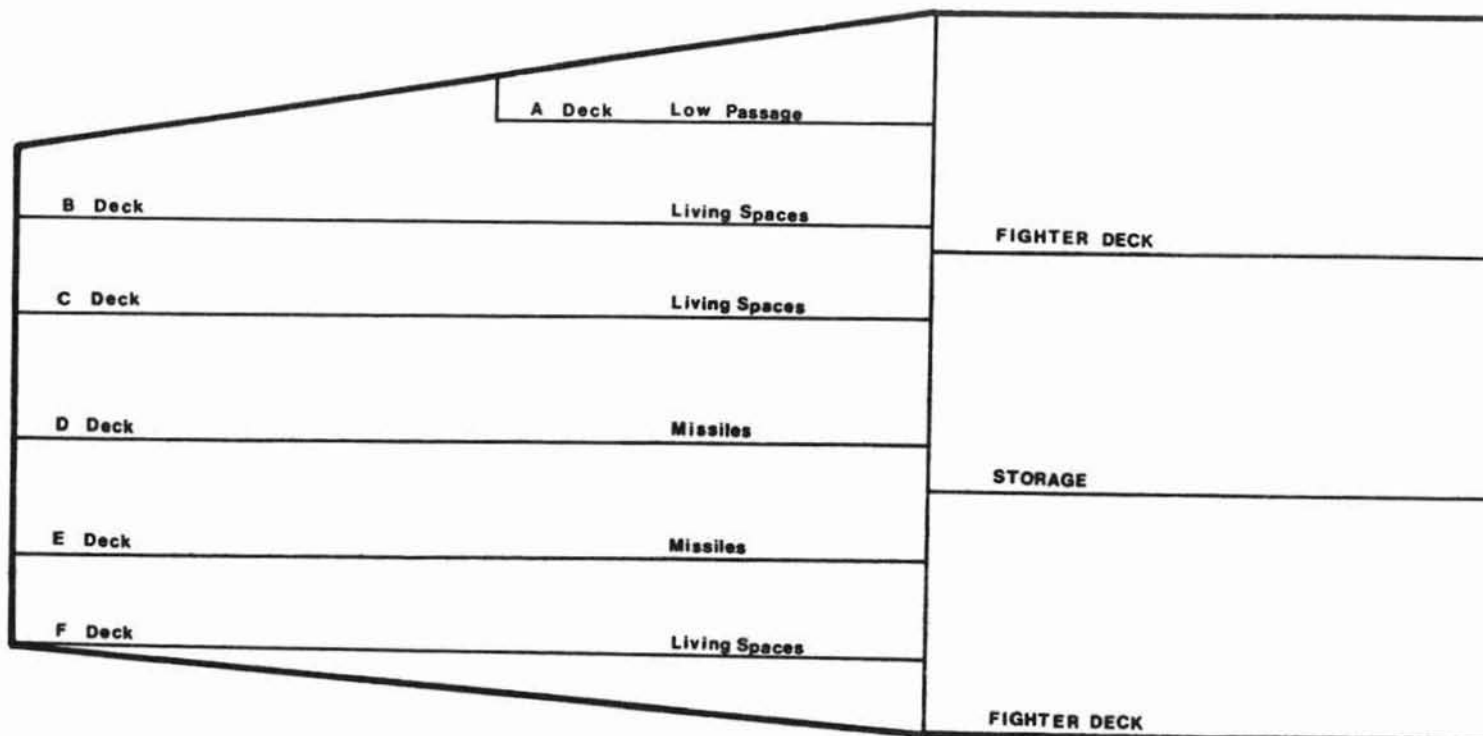 A Deck Low Passage
B Deck Living Spaces
FIGHTER DECK
C Deck Living Spaces
D Deck Missiles
STORAGE
E Deck Missiles
F Deck Living Spaces
FIGHTER DECK